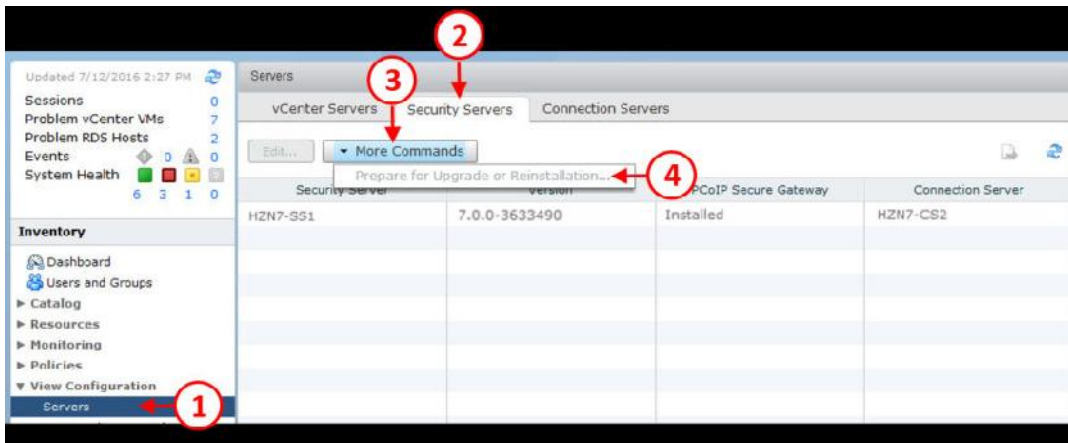 2
Updated 7/12/2016 2:27 PM
Servers
3
Sessions 0
vCenter Servers Security Servers Connection Servers
Problem vCenter VMs 7
Problem RDS Hosts 2
Events 0 0
Edit... More Commands
System Health
Prepare for Upgrade or Reinstallation... 4
6 3 1 0
Security Server Version PCoIP Secure Gateway Connection Server
HZN7-SS1 7.0.0-3633490 Installed HZN7-CS2
Inventory
Dashboard
Users and Groups
Catalog
Resources
Monitoring
Policies
View Configuration
Servers 1